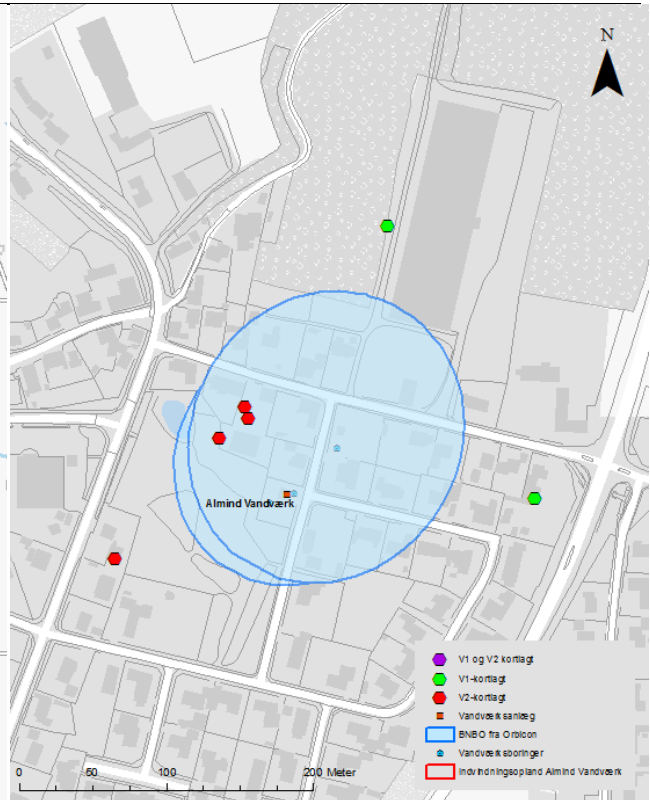 N
Almind Vandværk
V1 og V2 kortlagt
V1-kortlagt
V2-kortlagt
Vandværksanlæg
BNBO fra Orbicon
Vandværksboringer
Indvindningsopland Almind Vandværk
0 50 100 200 Meter